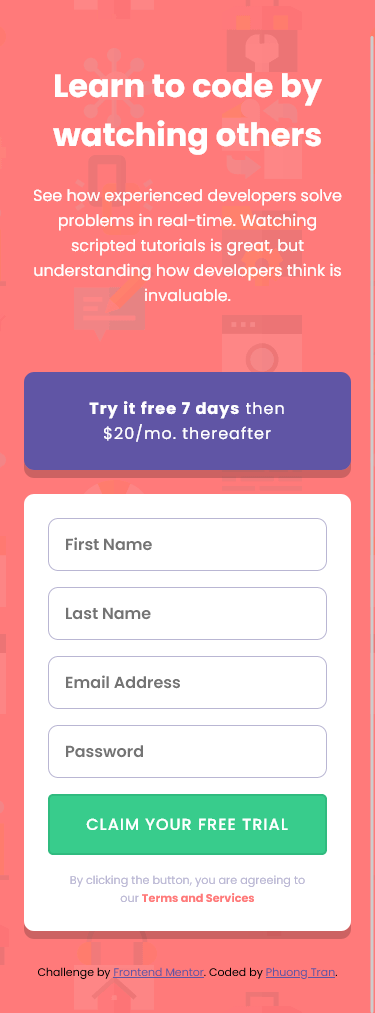 Learn to code by
watching others
See how experienced developers solve
problems in real-time. Watching
scripted tutorials is great, but
understanding how developers think is
invaluable.
Try it free 7 days then
$20/mo. thereafter
First Name
Last Name
Email Address
Password
CLAIM YOUR FREE TRIAL
By clicking the button, you are agreeing to
our Terms and Services
Challenge by Frontend Mentor. Coded by Phuong Tran.